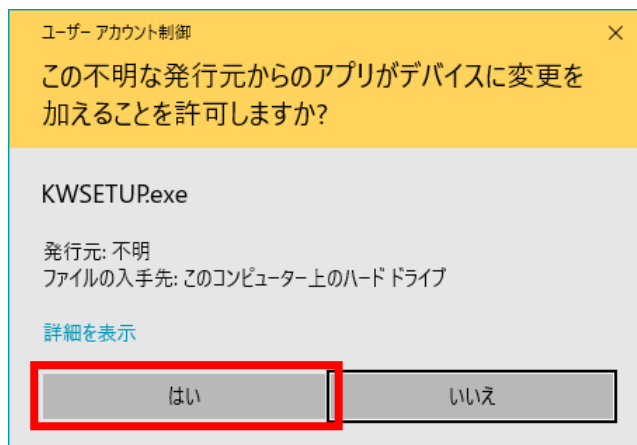 ユーザー アカウント制御
この不明な発行元からのアプリがデバイスに変更を
加えることを許可しますか?
KWSETUP.exe
発行元: 不明
ファイルの入手先: このコンピューター上のハード ドライブ
詳細を表示
はい
いいえ